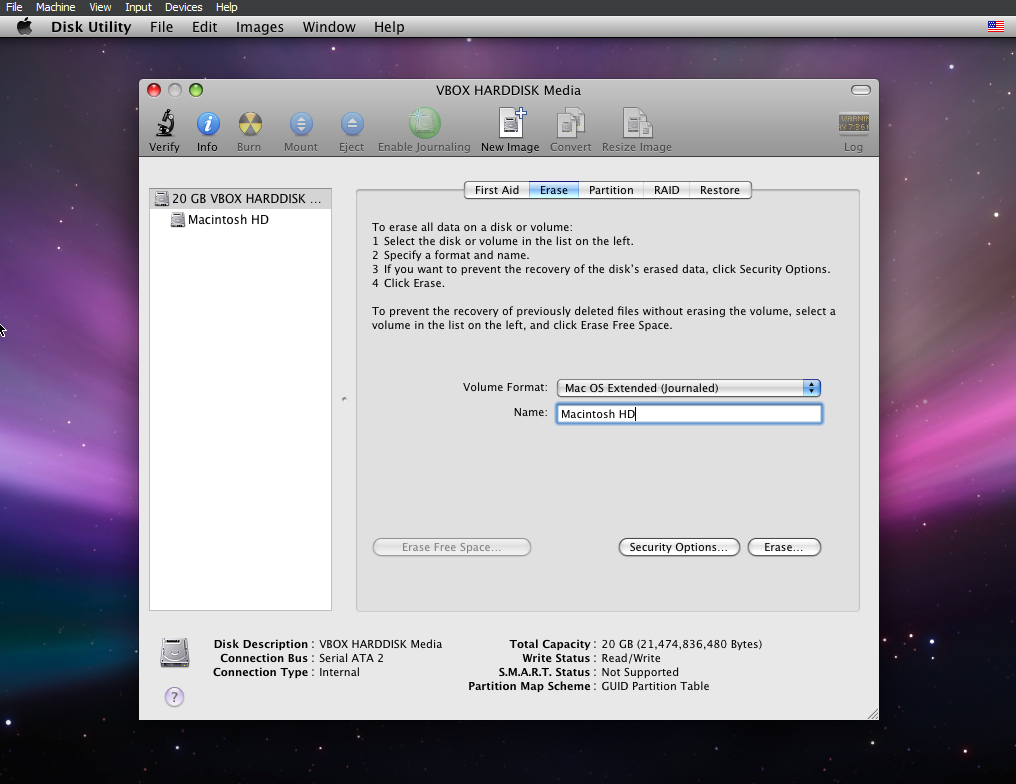 File Machine View Input Devices Help
Disk Utility File Edit Images Window Help
VBOX HARDDISK Media
Verify Info Burn Mount Eject Enable Journaling New Image Convert Resize Image Log
20 GB VBOX HARDDISK ...
Macintosh HD
First Aid Erase Partition RAID Restore
To erase all data on a disk or volume:
1 Select the disk or volume in the list on the left.
2 Specify a format and name.
3 If you want to prevent the recovery of the disk's erased data, click Security Options.
4 Click Erase.
To prevent the recovery of previously deleted files without erasing the volume, select a
volume in the list on the left, and click Erase Free Space.
Volume Format: Mac OS Extended (Journaled)
Name: Macintosh HD
Erase Free Space... Security Options... Erase...
Disk Description : VBOX HARDDISK Media
Connection Bus : Serial ATA 2
Connection Type : Internal
Total Capacity : 20 GB (21,474,836,480 Bytes)
Write Status : Read/Write
S.M.A.R.T. Status : Not Supported
Partition Map Scheme : GUID Partition Table
?